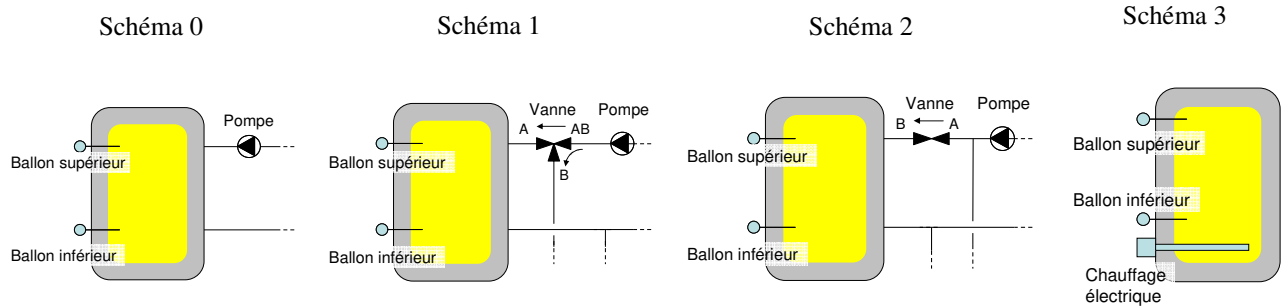 Schéma 0
Pompe
Ballon supérieur
Ballon inférieur
Schéma 1
Vanne
Pompe
A
AB
B
Ballon supérieur
Ballon inférieur
Schéma 2
Vanne
Pompe
B
A
Ballon supérieur
Ballon inférieur
Schéma 3
Ballon supérieur
Ballon inférieur
Chauffage
électrique